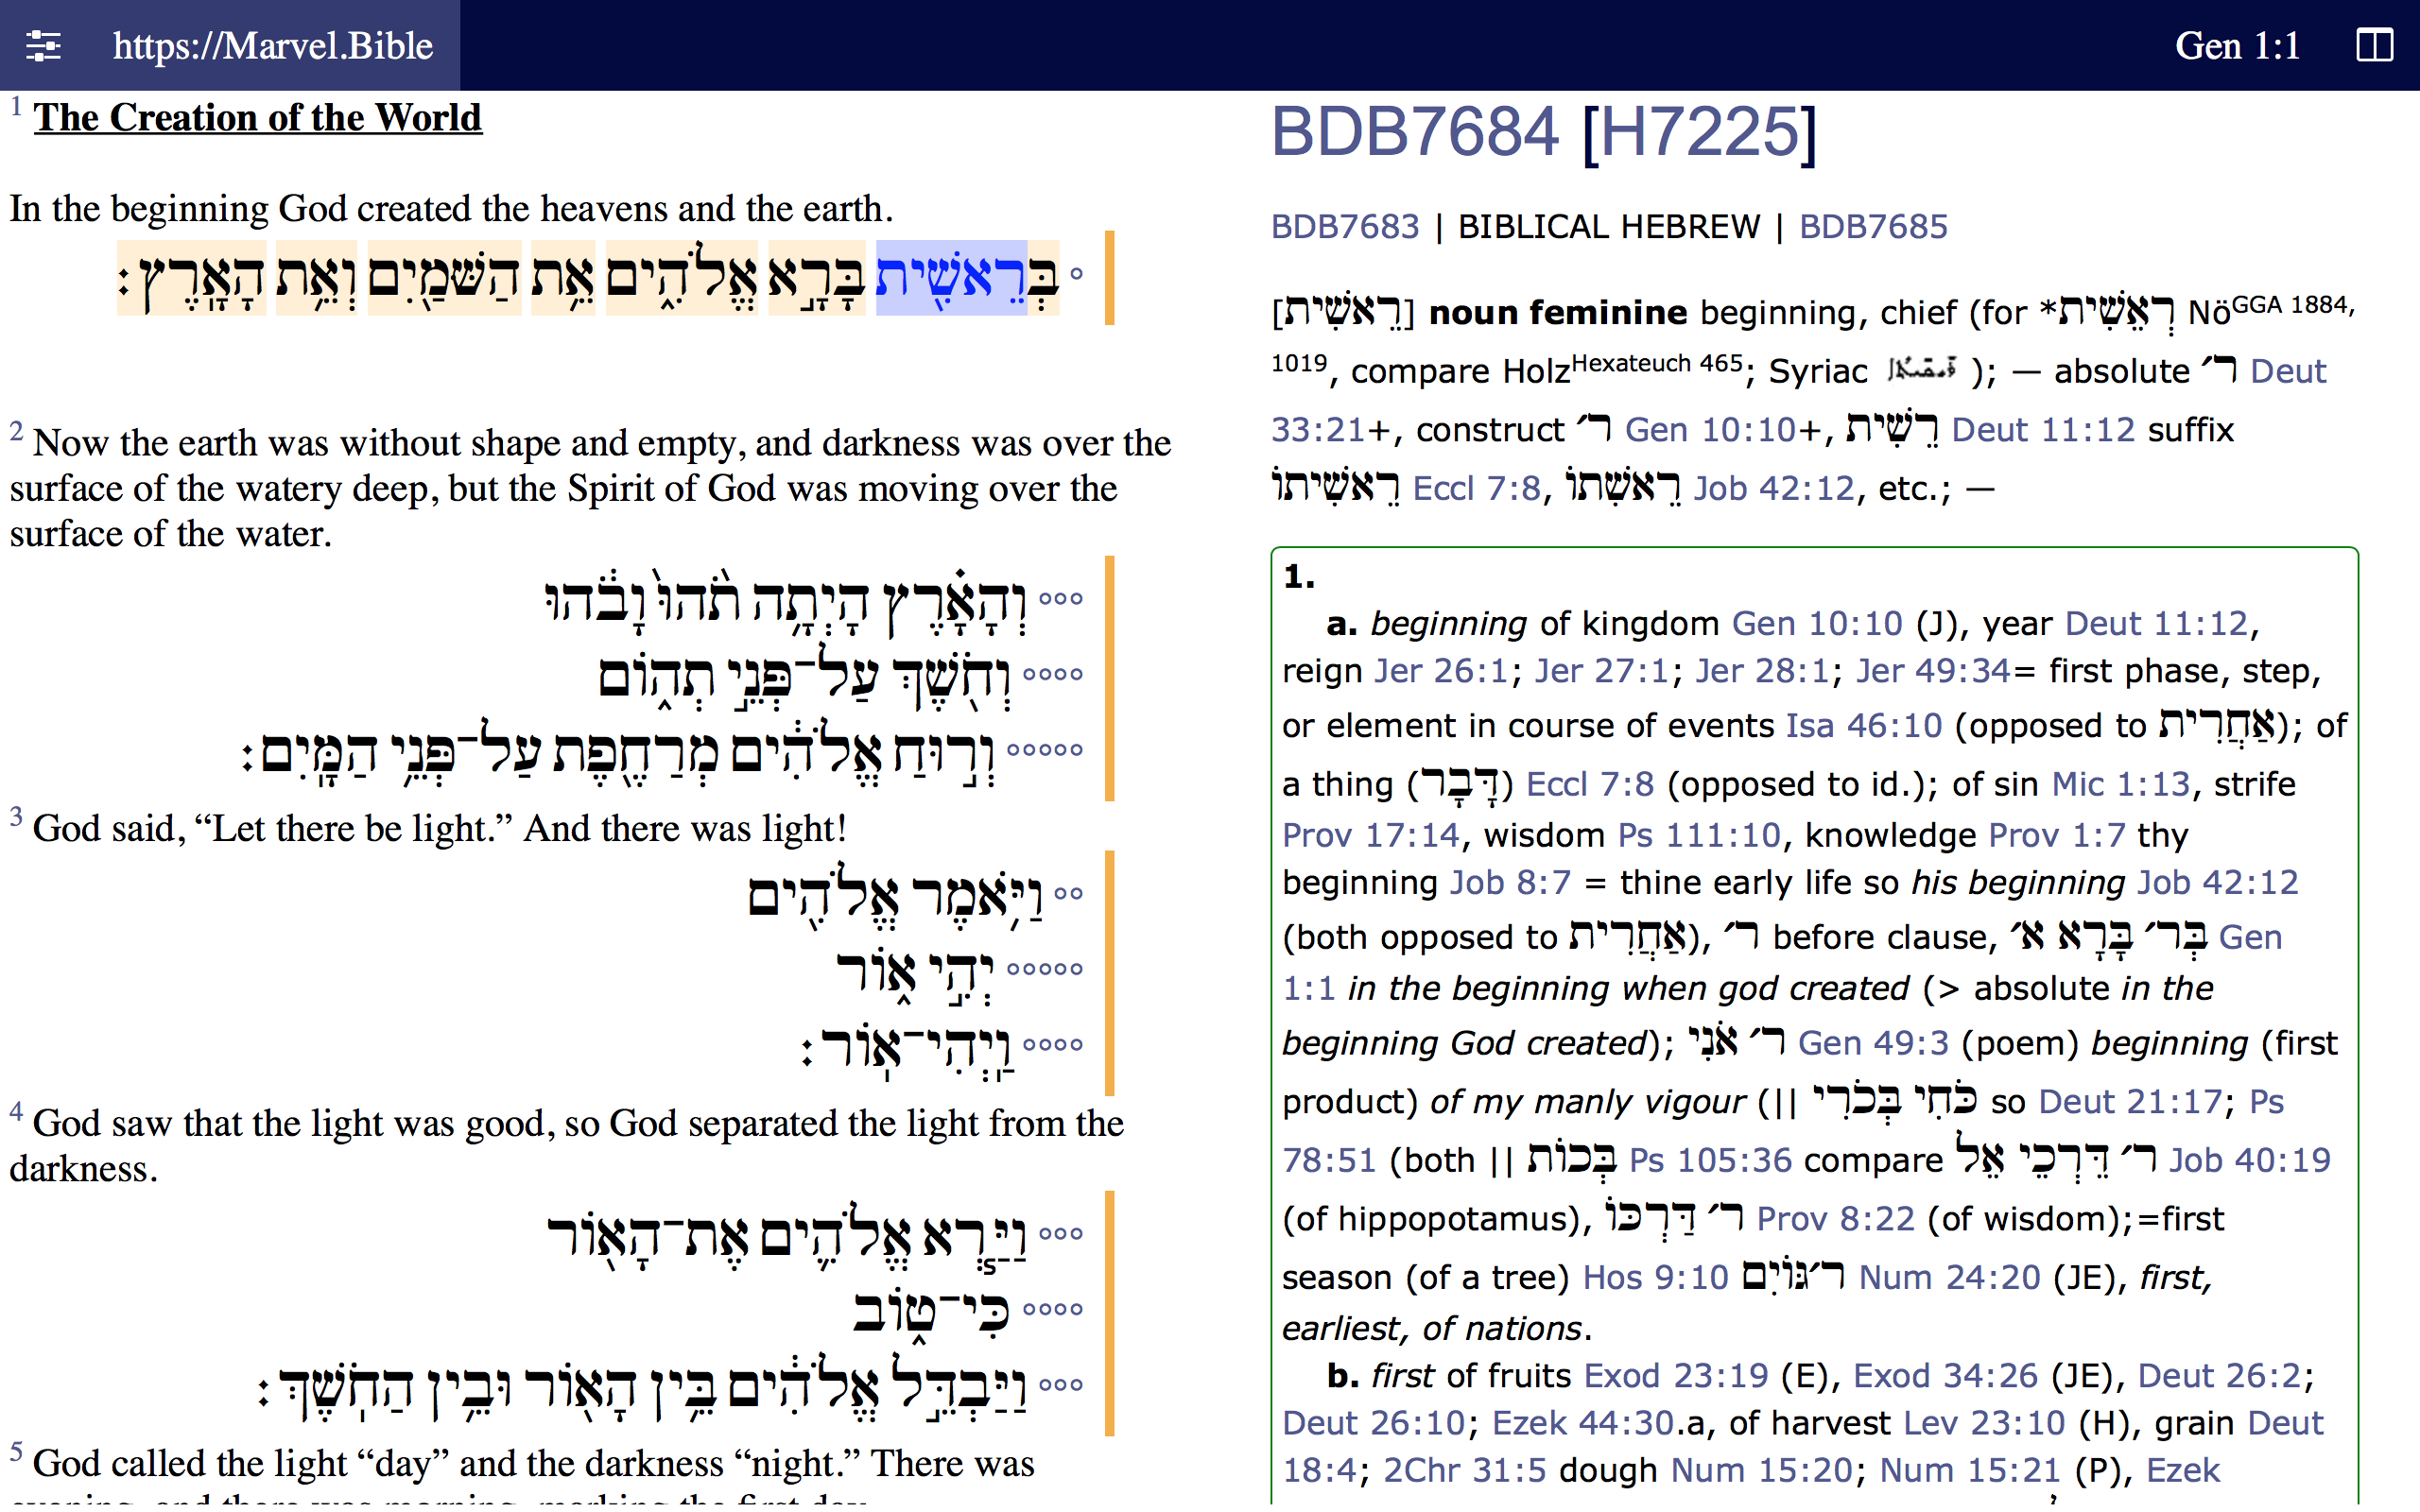 https://Marvel.Bible
Gen 1:1
1 The Creation of the World
In the beginning God created the heavens and the earth.
○ בְּרֵאשִׁ֖ית בָּרָ֣א אֱלֹהִ֑ים אֵ֥ת הַשָּׁמַ֖יִם וְאֵ֥ת הָאָֽרֶץ׃
2 Now the earth was without shape and empty, and darkness was over the
surface of the watery deep, but the Spirit of God was moving over the
surface of the water.
○○○ וְהָאָ֗רֶץ הָיְתָ֥ה תֹ֙הוּ֙ וָבֹ֔הוּ
○○○○ וְחֹ֖שֶׁךְ עַל־פְּנֵ֣י תְה֑וֹם
○○○○○ וְר֣וּחַ אֱלֹהִ֔ים מְרַחֶ֖פֶת עַל־פְּנֵ֥י הַמָּֽיִם׃
3 God said, “Let there be light.” And there was light!
○○ וַיֹּ֥אמֶר אֱלֹהִ֖ים
○○○○○ יְהִ֣י א֑וֹר
○○○○ וַֽיְהִי־אֽוֹר׃
4 God saw that the light was good, so God separated the light from the
darkness.
○○○ וַיַּ֧רְא אֱלֹהִ֛ים אֶת־הָא֖וֹר
○○○○ כִּי־ט֑וֹב
○○○ וַיַּבְדֵּ֣ל אֱלֹהִ֔ים בֵּ֥ין הָא֖וֹר וּבֵ֥ין הַחֹֽשֶׁךְ׃
5 God called the light “day” and the darkness “night.” There was
evening, and there was morning, marking the first day.
BDB7684 [H7225]
BDB7683 | BIBLICAL HEBREW | BDB7685
[רֵאשִׁית] noun feminine beginning, chief (for *רְאֵשִׁית Nö GGA 1884,
1019, compare Holz Hexateuch 465; Syriac ); — absolute ר׳ Deut
33:21+, construct ר׳ Gen 10:10+, רֵשִׁית Deut 11:12 suffix
רֵאשִׁיתוֹ Eccl 7:8, רֵאשִׁתוֹ Job 42:12, etc.; —
1.
a. beginning of kingdom Gen 10:10 (J), year Deut 11:12,
reign Jer 26:1; Jer 27:1; Jer 28:1; Jer 49:34= first phase, step,
or element in course of events Isa 46:10 (opposed to אַחֲרִית); of
a thing (דָּבָר) Eccl 7:8 (opposed to id.); of sin Mic 1:13, strife
Prov 17:14, wisdom Ps 111:10, knowledge Prov 1:7 thy
beginning Job 8:7 = thine early life so his beginning Job 42:12
(both opposed to אַחֲרִית), ר׳ before clause, בְּר׳ בָּרָא א׳ Gen
1:1 in the beginning when god created (> absolute in the
beginning God created); ר׳ אֹנִי Gen 49:3 (poem) beginning (first
product) of my manly vigour (|| כֹּחִי בְּכֹרִי so Deut 21:17; Ps
78:51 (both || בְּכוֹת Ps 105:36 compare ר׳ דַּרְכֵי אֵל Job 40:19
(of hippopotamus), ר׳ דַּרְכּוֹ Prov 8:22 (of wisdom);=first
season (of a tree) Hos 9:10 ר׳גּוֹיִם Num 24:20 (JE), first,
earliest, of nations.
b. first of fruits Exod 23:19 (E), Exod 34:26 (JE), Deut 26:2;
Deut 26:10; Ezek 44:30.a, of harvest Lev 23:10 (H), grain Deut
18:4; 2Chr 31:5 dough Num 15:20; Num 15:21 (P), Ezek